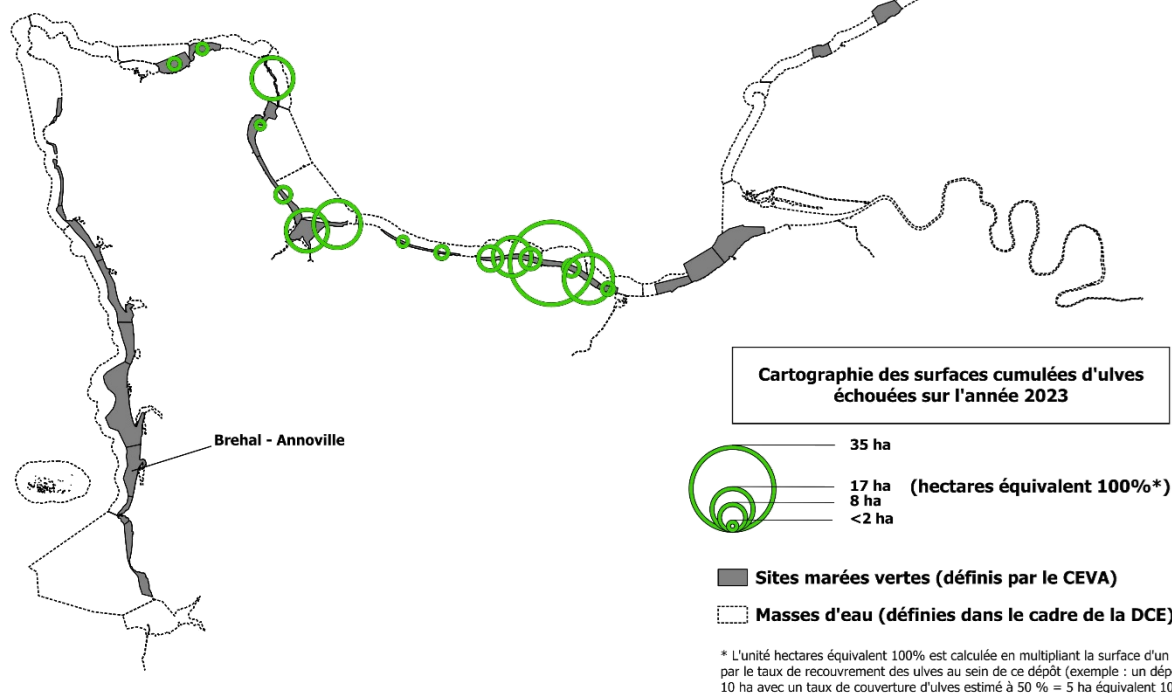 Brehal - Annoville
Cartographie des surfaces cumulées d'ulves
échouées sur l'année 2023
35 ha
17 ha
(hectares équivalent 100%*)
8 ha
<2 ha
Sites marées vertes (définis par le CEVA)
Masses d'eau (définies dans le cadre de la DCE)
* L'unité hectares équivalent 100% est calculée en multipliant la surface d'un
par le taux de recouvrement des ulves au sein de ce dépôt (exemple : un dép
10 ha avec un taux de couverture d'ulves estimé à 50 % = 5 ha équivalent 10